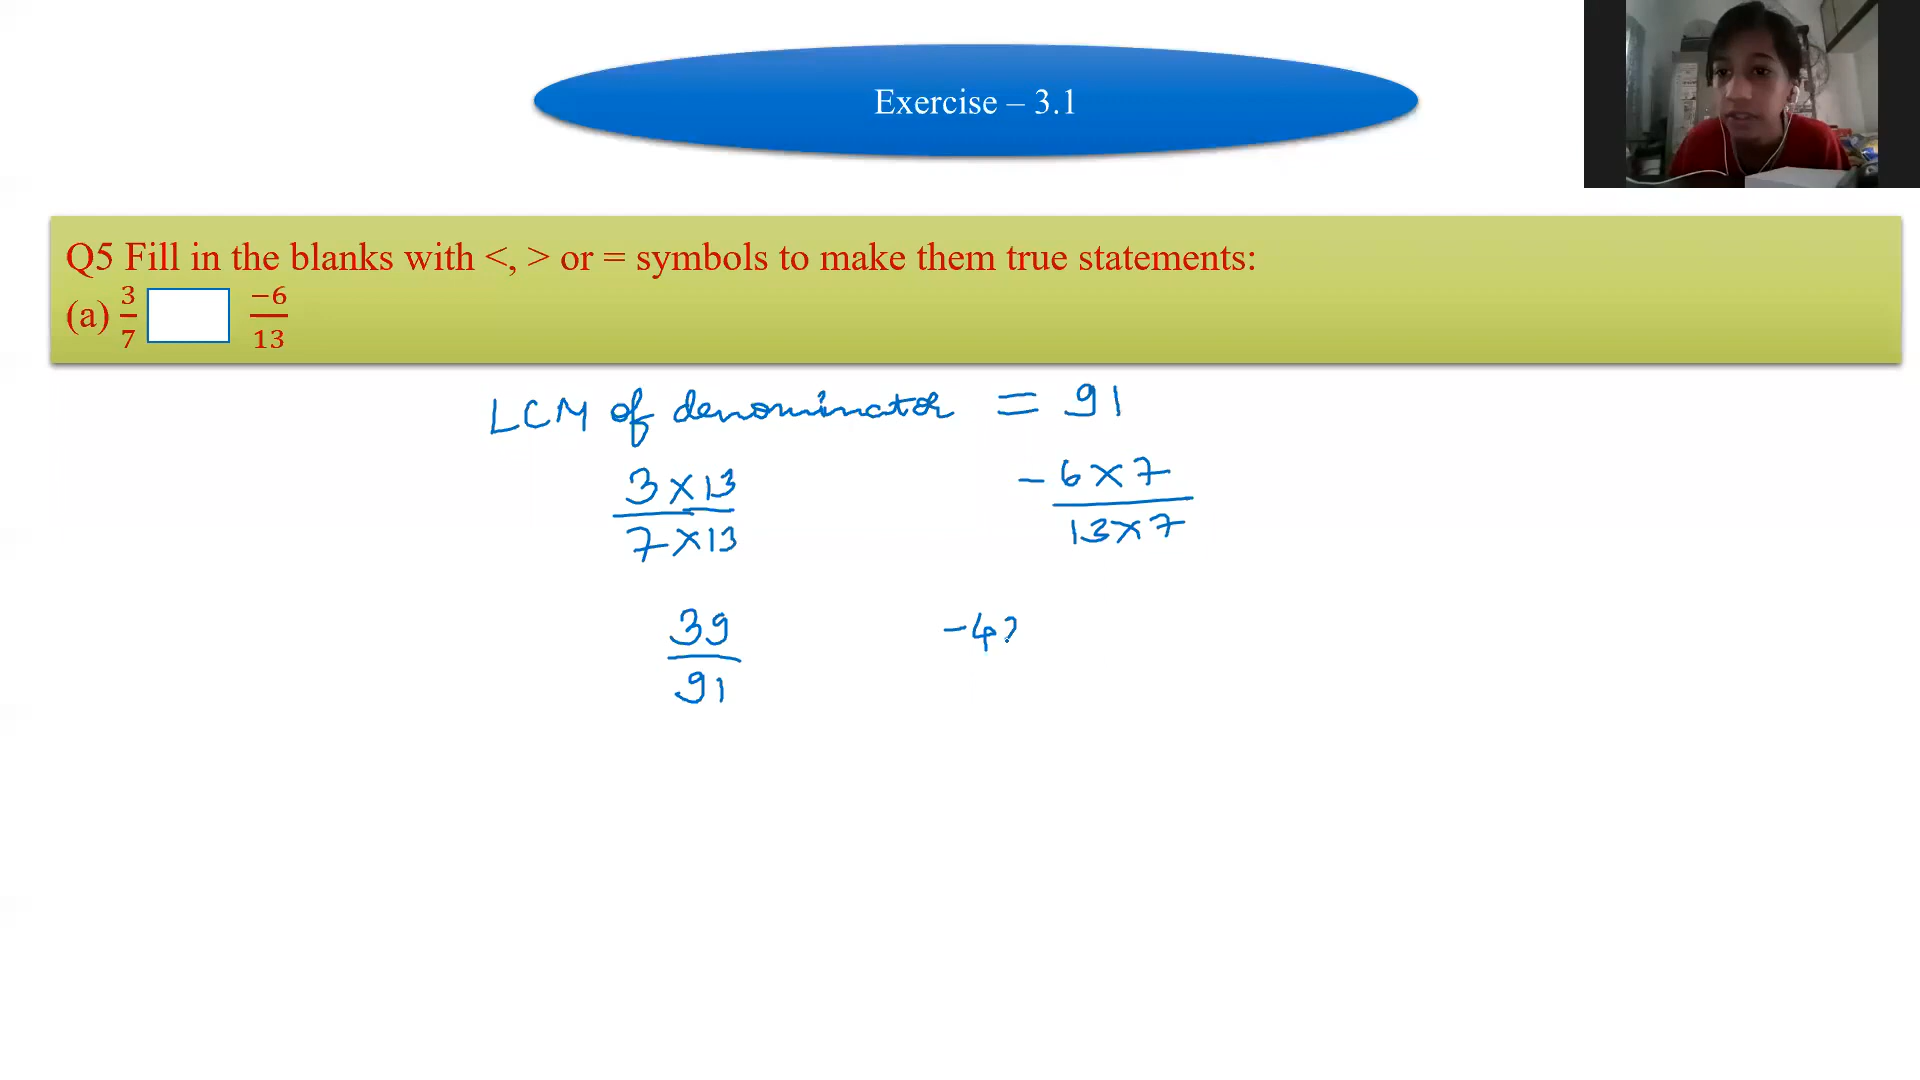 Exercise – 3.1
Q5 Fill in the blanks with <, > or = symbols to make them true statements:
(a) 3/7 −6/13
LCM of denominator = 91
3×13/7×13 -6×7/13×7
39/91 -4